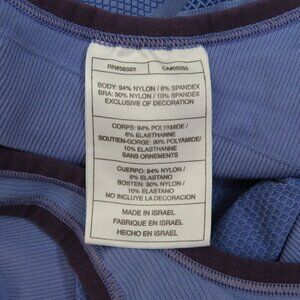 RN#56323 CA#05553
BODY: 94% NYLON / 6% SPANDEX
BRA: 90% NYLON / 10% SPANDEX
EXCLUSIVE OF DECORATION
CORPS: 94% POLYAMIDE /
6% ELASTHANNE
SOUTIEN-GORGE: 90% POLYAMIDE/
10% ELASTHANNE
SANS ORNEMENTS
CUERPO: 94% NYLON /
6% ELASTANO
SOSTEN: 90% NYLON /
10% ELASTANO
NO INCLUYE LA DECORACION
MADE IN ISRAEL
FABRIQUE EN ISRAEL
HECHO EN ISRAEL